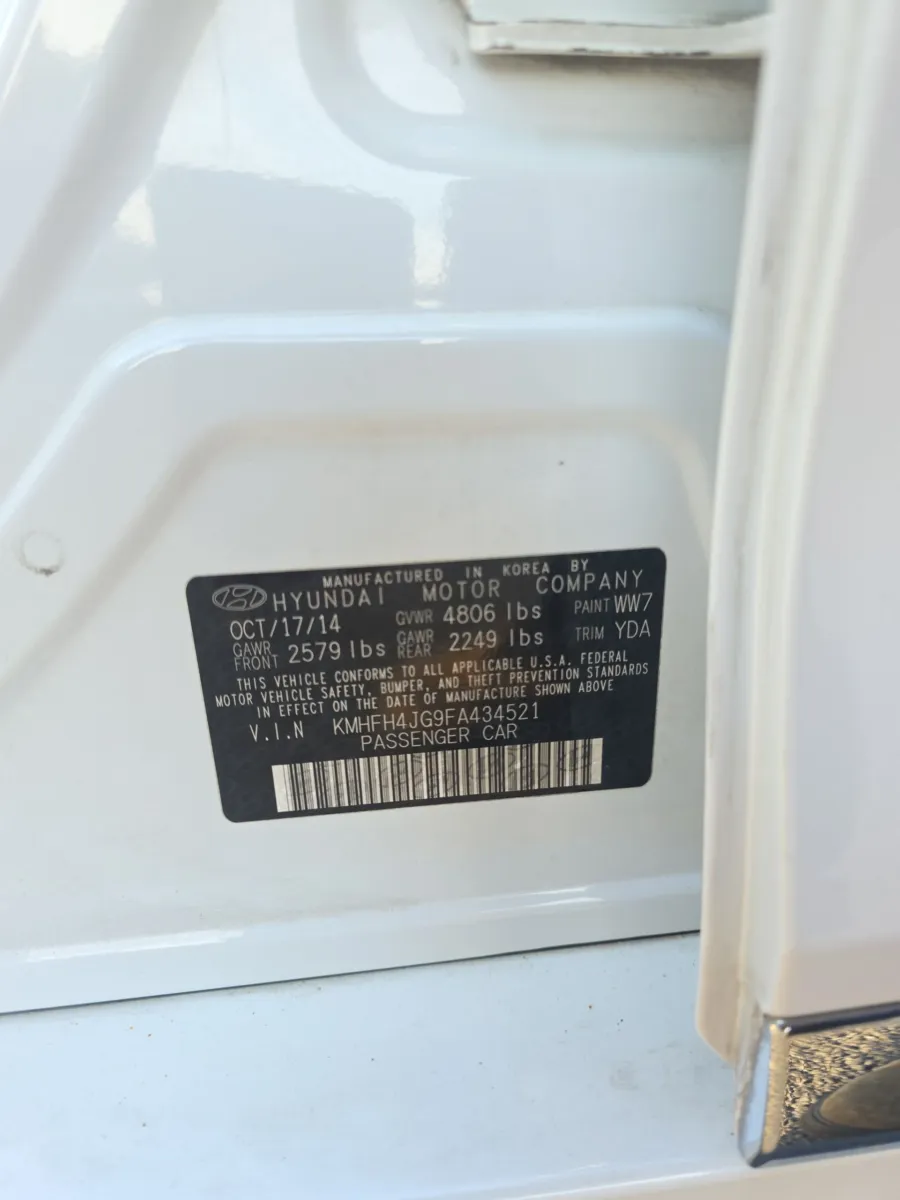 MANUFACTURED IN KOREA BY
HYUNDAI MOTOR COMPANY
OCT/17/14 GVWR 4806 lbs PAINT WW7
GAWR FRONT 2579 lbs GAWR REAR 2249 lbs TRIM YDA
THIS VEHICLE CONFORMS TO ALL APPLICABLE U.S.A. FEDERAL
MOTOR VEHICLE SAFETY, BUMPER, AND THEFT PREVENTION STANDARDS
IN EFFECT ON THE DATE OF MANUFACTURE SHOWN ABOVE
V.I.N KMHFH4JG9FA434521
PASSENGER CAR